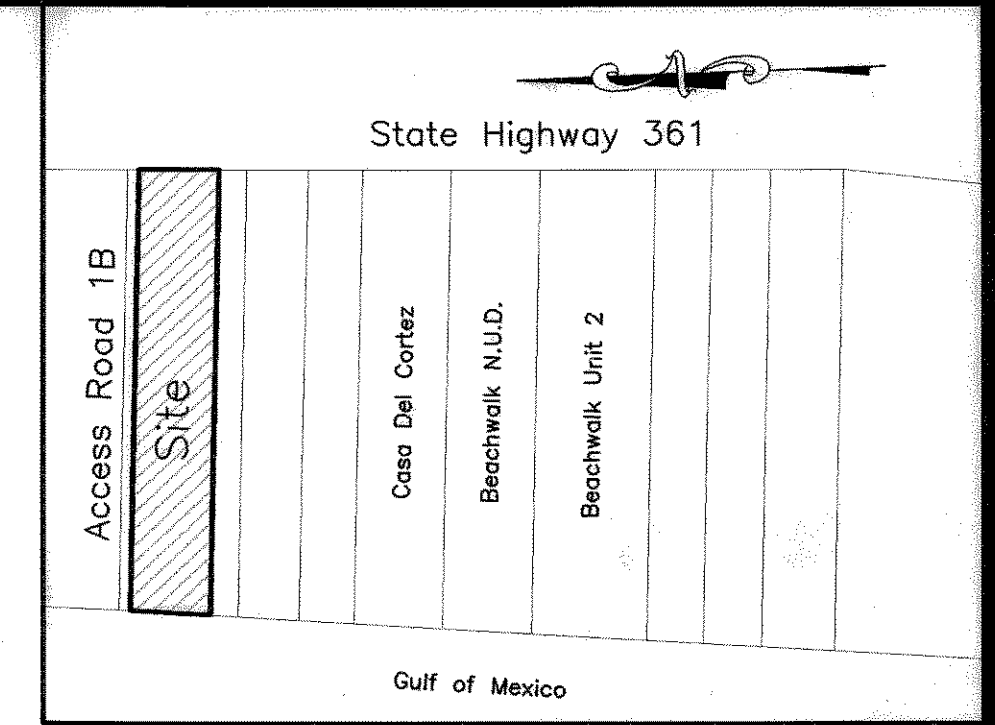 State Highway 361
Access Road 1B
Site
Casa Del Cortez
Beachwalk N.U.D.
Beachwalk Unit 2
Gulf of Mexico